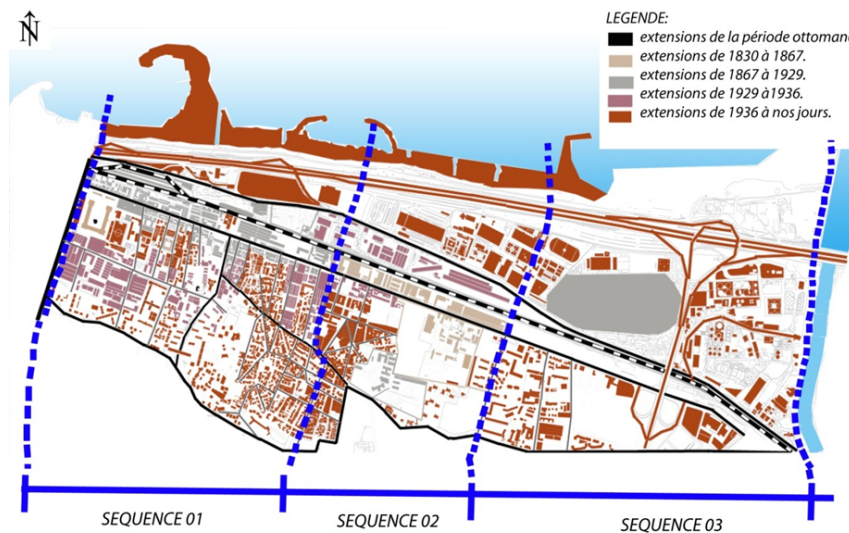 N
LEGENDE:
extensions de la période ottomane
extensions de 1830 à 1867.
extensions de 1867 à 1929.
extensions de 1929 à1936.
extensions de 1936 à nos jours.
SEQUENCE 01
SEQUENCE 02
SEQUENCE 03